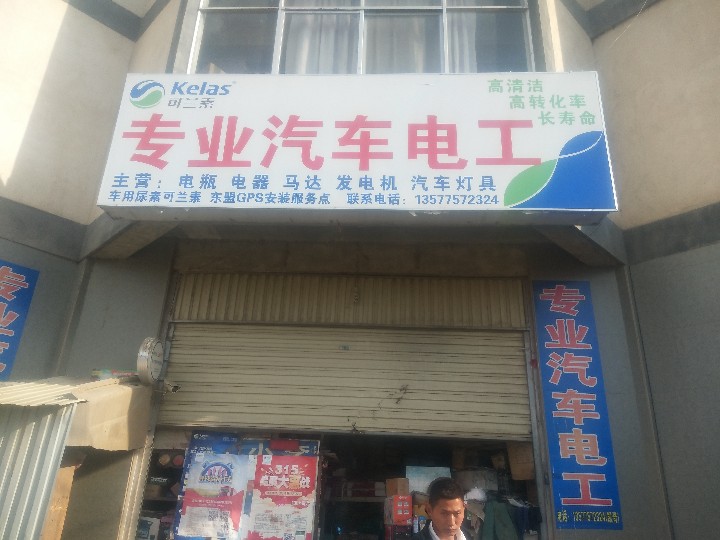 Kelas
可兰素
高清洁
高转化率
长寿命
专业汽车电工
主营：电瓶 电器 马达 发电机 汽车灯具
车用尿素可兰素 东盟GPS安装服务点 联系电话：13577572324
专业
专业汽车电工
315